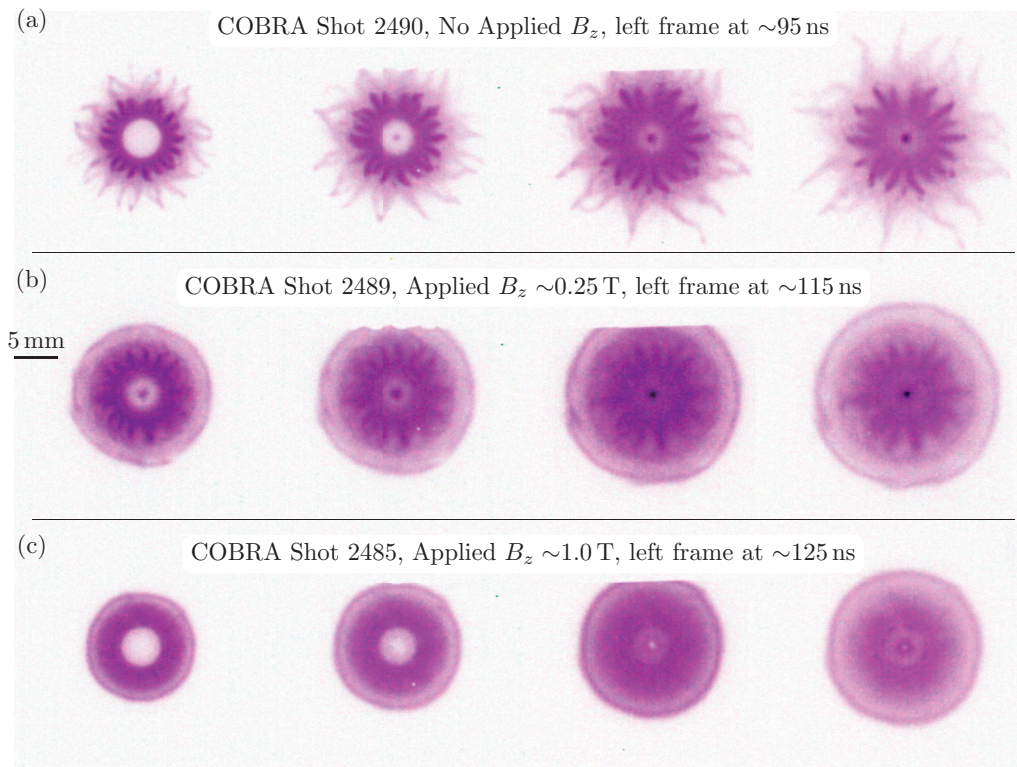 (a)
COBRA Shot 2490, No Applied B_z, left frame at ~95 ns
(b)
COBRA Shot 2489, Applied B_z ~0.25 T, left frame at ~115 ns
5 mm
(c)
COBRA Shot 2485, Applied B_z ~1.0 T, left frame at ~125 ns